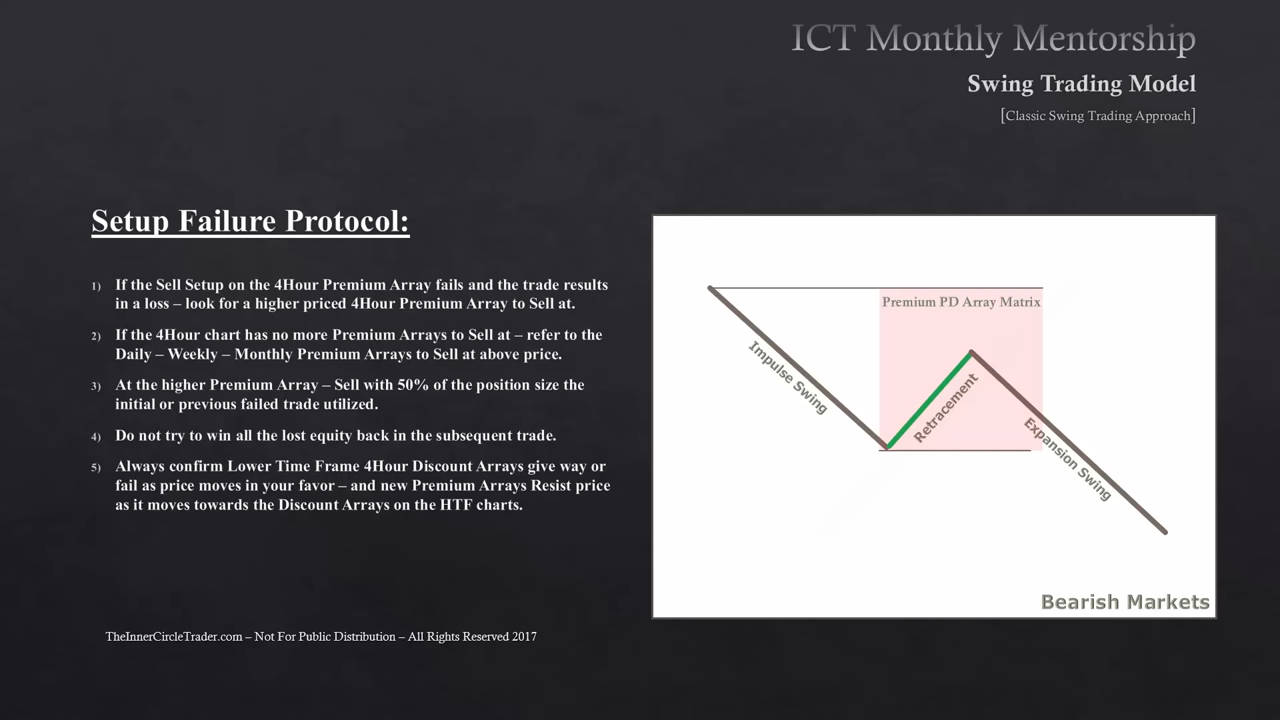 ICT Monthly Mentorship
Swing Trading Model
[Classic Swing Trading Approach]
Setup Failure Protocol:
1) If the Sell Setup on the 4Hour Premium Array fails and the trade results
in a loss – look for a higher priced 4Hour Premium Array to Sell at.
2) If the 4Hour chart has no more Premium Arrays to Sell at – refer to the
Daily – Weekly – Monthly Premium Arrays to Sell at above price.
3) At the higher Premium Array – Sell with 50% of the position size the
initial or previous failed trade utilized.
4) Do not try to win all the lost equity back in the subsequent trade.
5) Always confirm Lower Time Frame 4Hour Discount Arrays give way or
fail as price moves in your favor – and new Premium Arrays Resist price
as it moves towards the Discount Arrays on the HTF charts.
Premium PD Array Matrix
Impulse Swing
Retracement
Expansion Swing
Bearish Markets
TheInnerCircleTrader.com – Not For Public Distribution – All Rights Reserved 2017